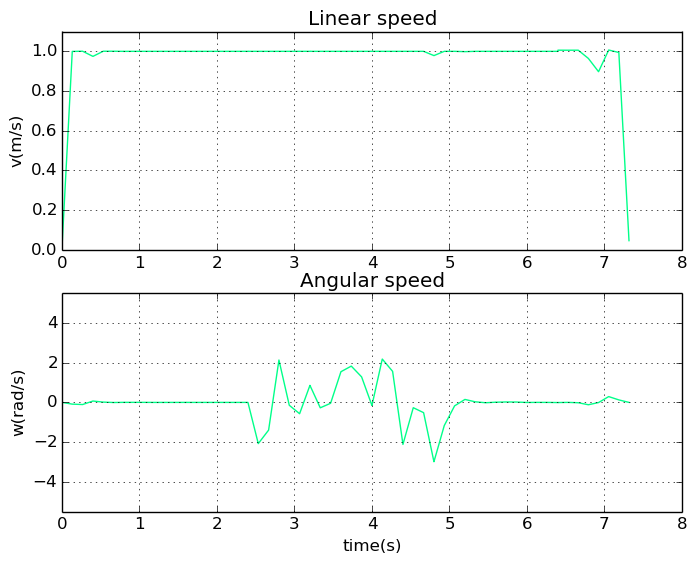 Linear speed
1.0
0.8
0.6
0.4
0.2
0.0
v(m/s)
0 1 2 3 4 5 6 7 8
Angular speed
4
2
0
−2
−4
w(rad/s)
0 1 2 3 4 5 6 7 8
time(s)